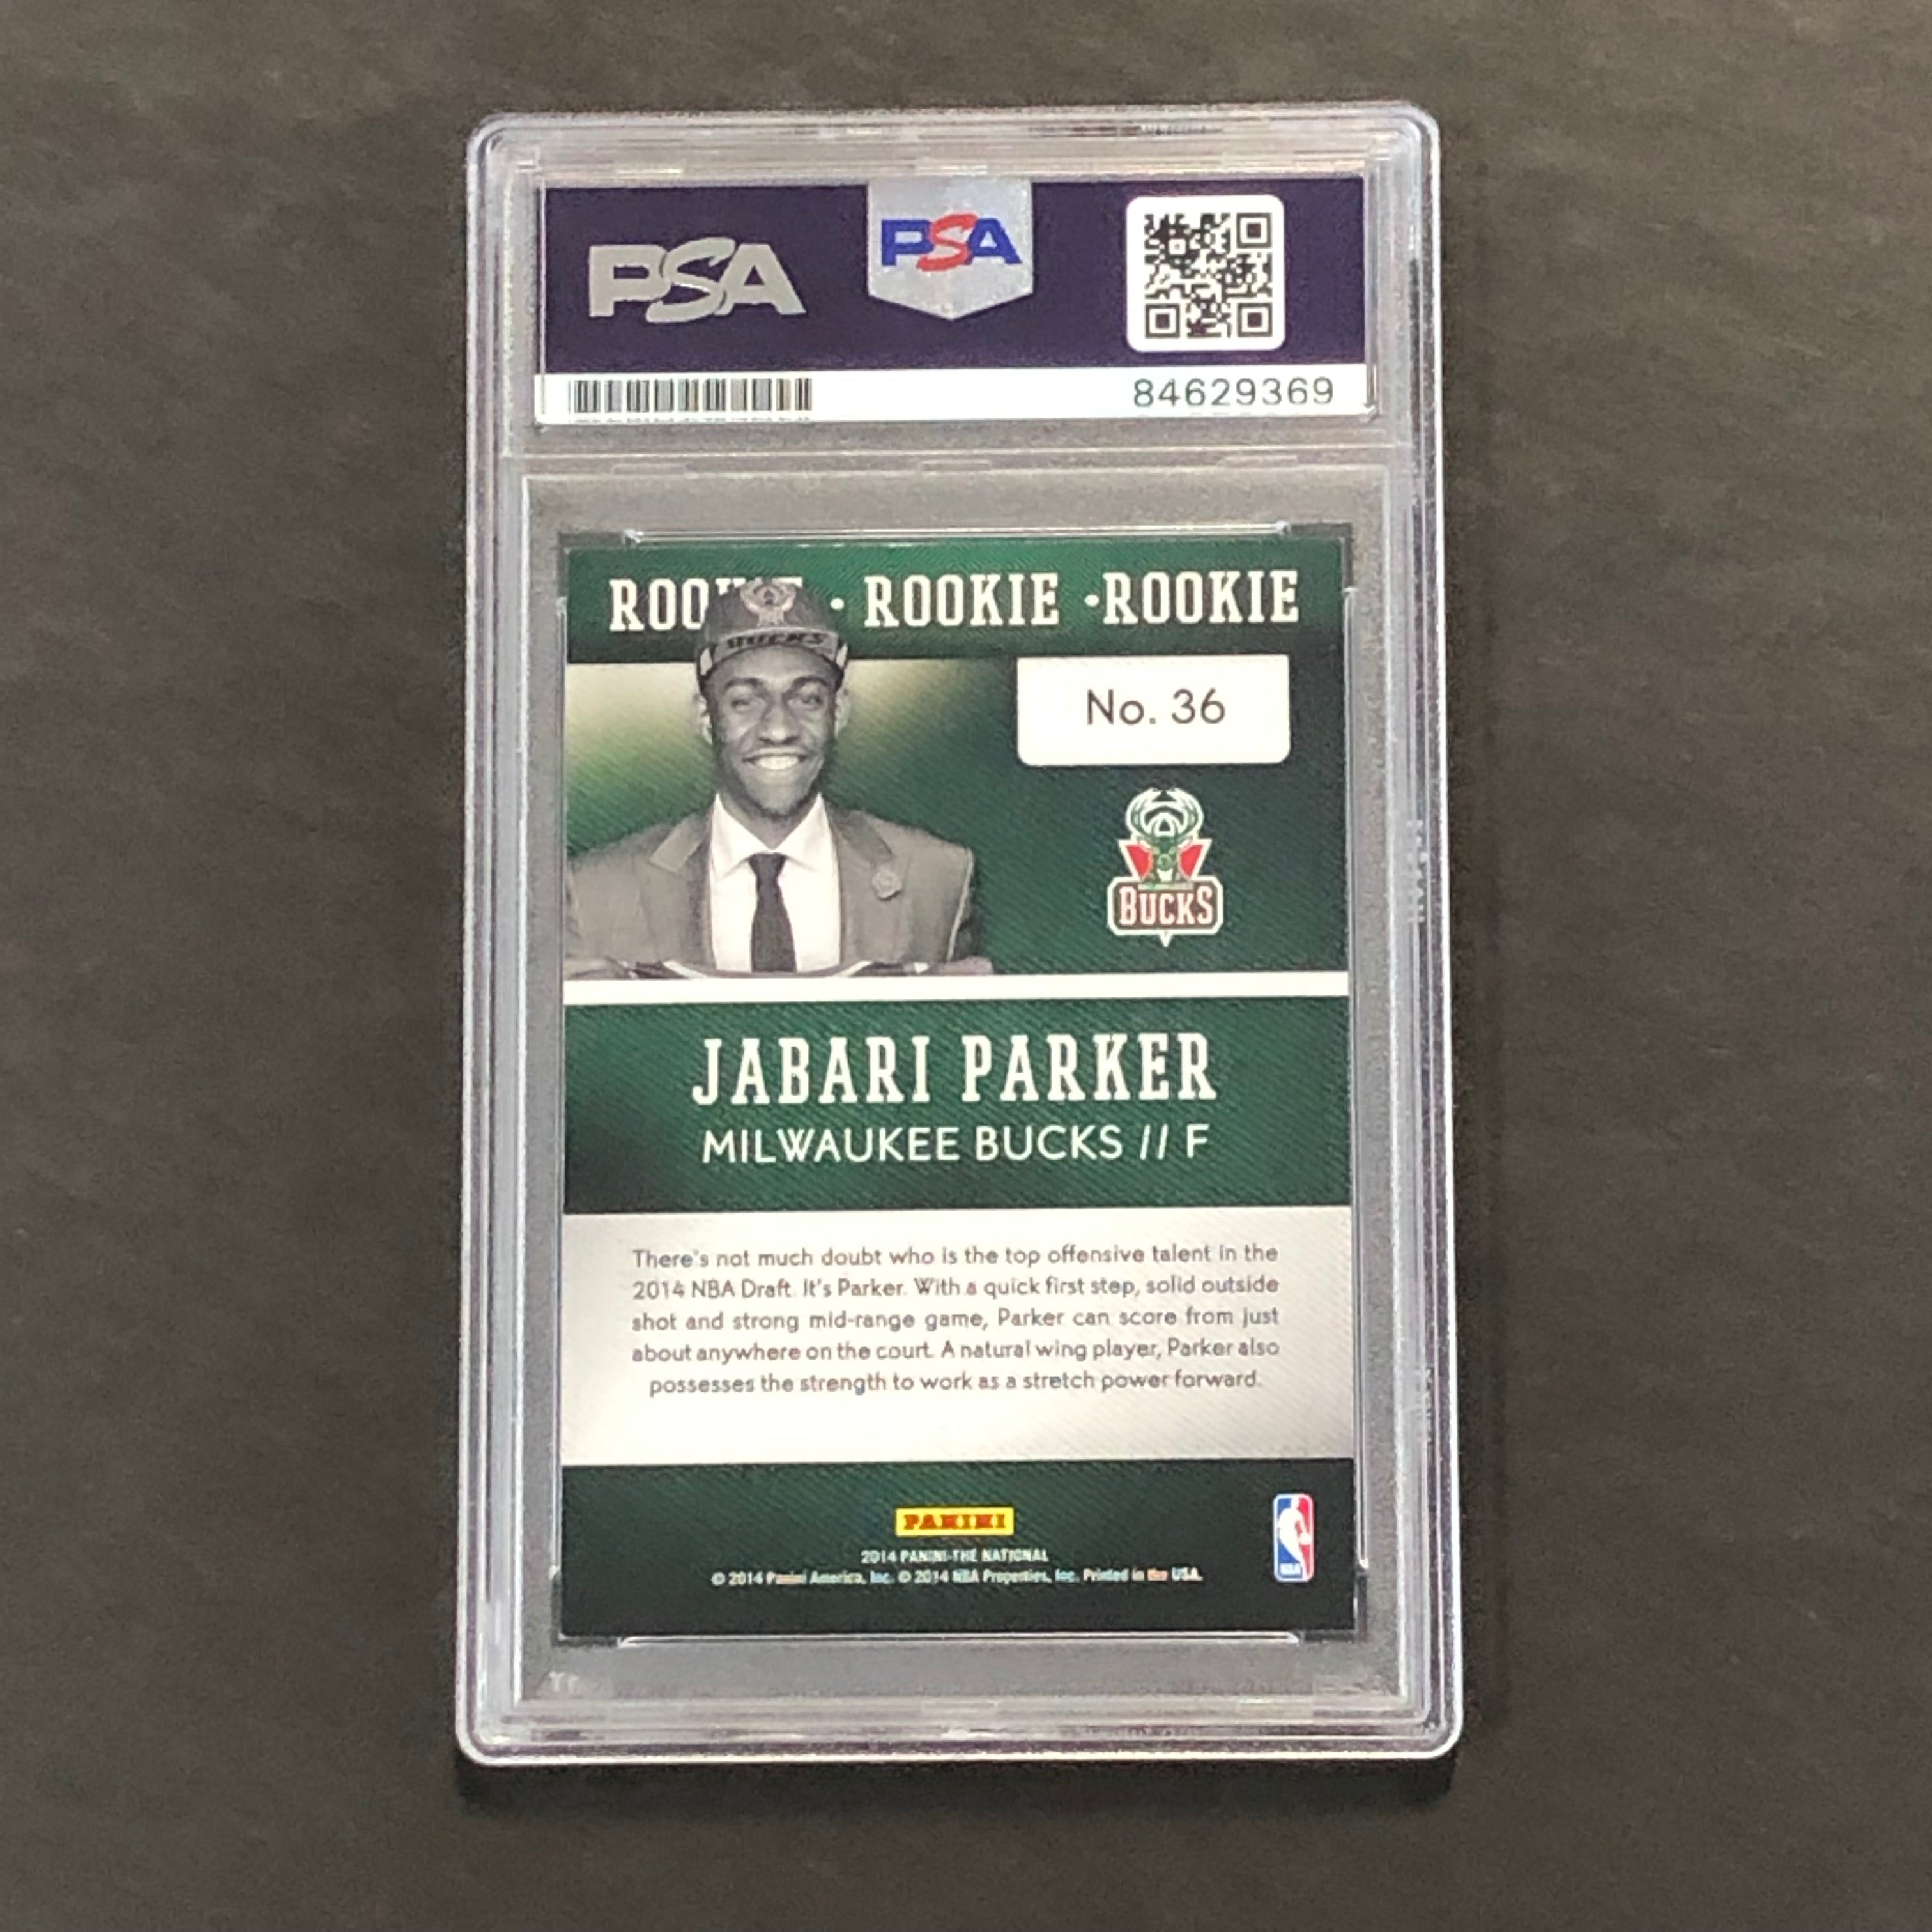 PSA
PSA
84629369
ROOKIE • ROOKIE • ROOKIE
BUCKS
No. 36
BUCKS
JABARI PARKER
MILWAUKEE BUCKS // F
There's not much doubt who is the top offensive talent in the
2014 NBA Draft. It's Parker. With a quick first step, solid outside
shot and strong mid-range game, Parker can score from just
about anywhere on the court. A natural wing player, Parker also
possesses the strength to work as a stretch power forward.
PANINI
2014 PANINI-THE NATIONAL
© 2014 Panini America, Inc. © 2014 NBA Properties, Inc. Printed in the USA.
NBA